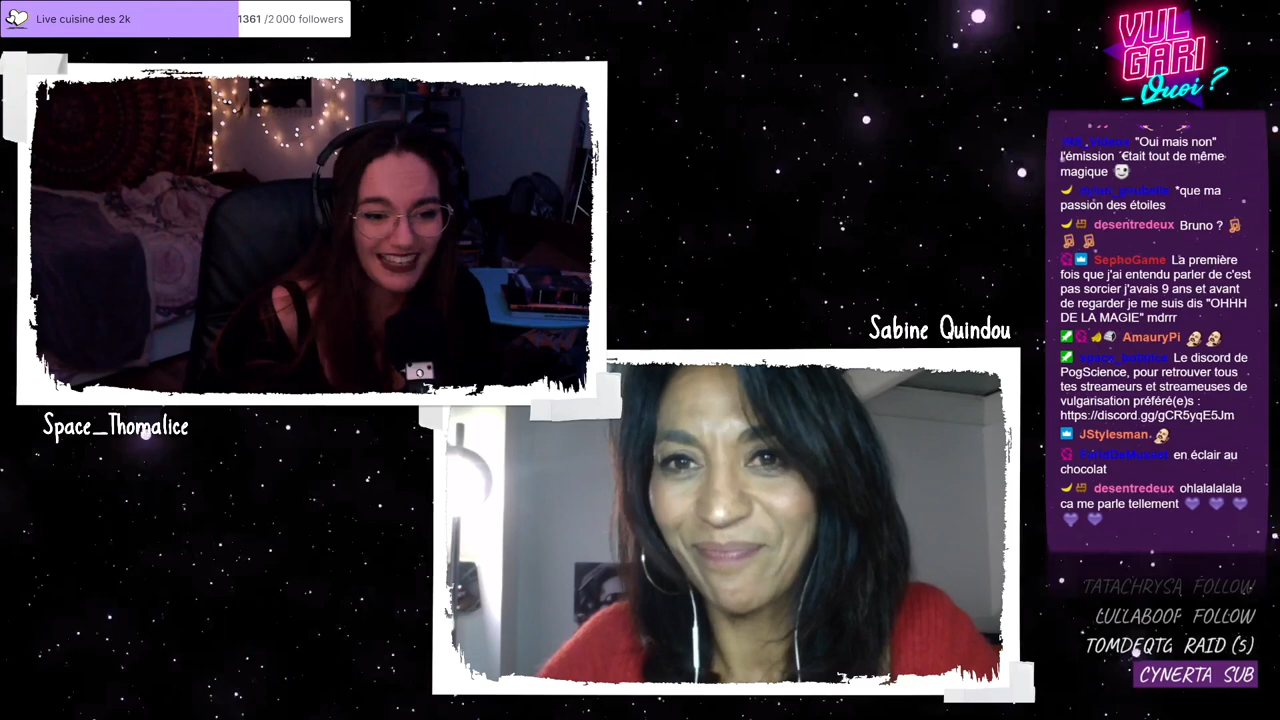 Live cuisine des 2k
1361 /2 000 followers
VUL
GARI
-Quoi ?
"Oui mais non"
l'émission ´€tait tout de même
magique
*que ma
passion des étoiles
desentredeux Bruno ?
SephoGame La première
fois que j'ai entendu parler de c'est
pas sorcier j'avais 9 ans et avant
de regarder je me suis dis "OHHH
DE LA MAGIE" mdrrr
AmauryPi
Le discord de
PogScience, pour retrouver tous
tes streameurs et streameuses de
vulgarisation préféré(e)s :
https://discord.gg/gCR5yqE5Jm
JStylesman.
en éclair au
chocolat
desentredeux ohlalalalala
ca me parle tellement
Sabine Quindou
Space_Thomalice
TATACHRYSA FOLLOW
LULLABOOF FOLLOW
TOMDEQTG RAID (5)
CYNERTA SUB